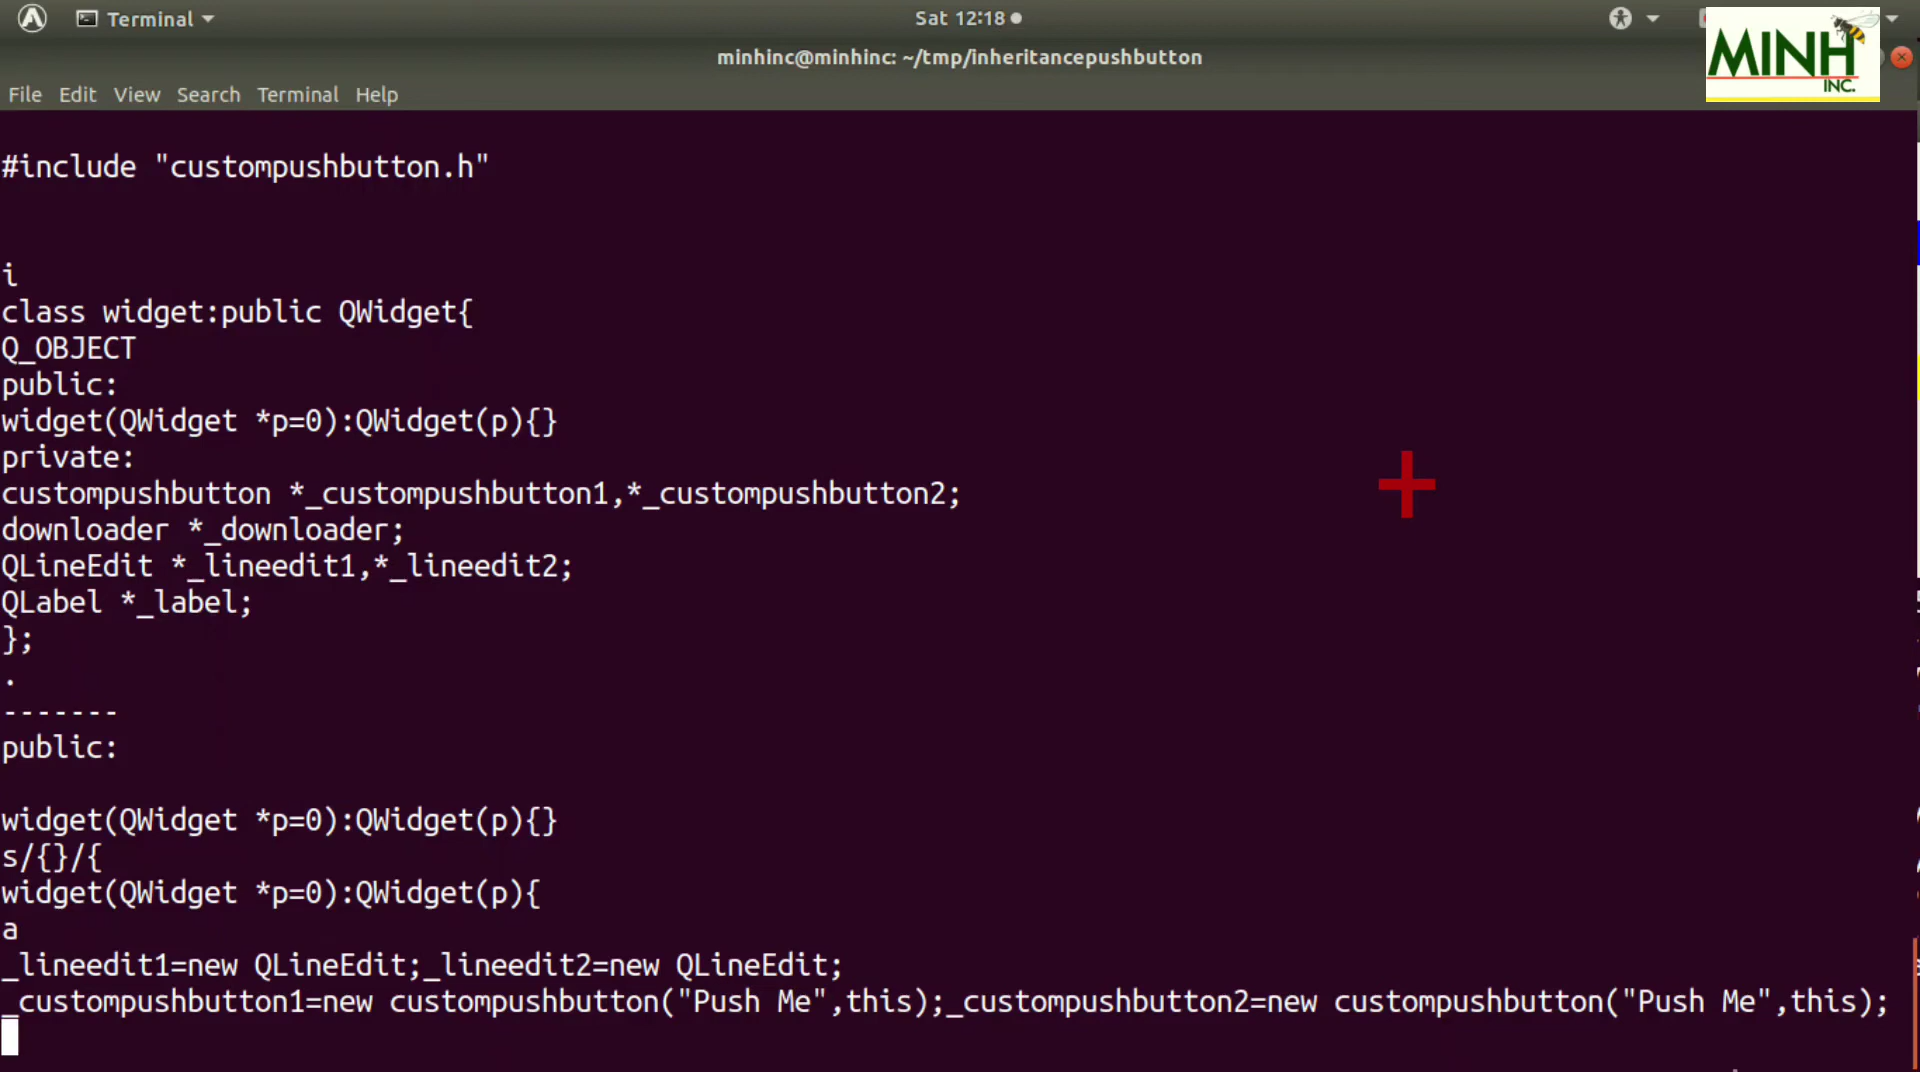 Terminal
Sat 12:18
minhinc@minhinc: ~/tmp/inheritancepushbutton
MINH
INC.
File Edit View Search Terminal Help
#include "custompushbutton.h"
i
class widget:public QWidget{
Q_OBJECT
public:
widget(QWidget *p=0):QWidget(p){}
private:
custompushbutton *_custompushbutton1,*_custompushbutton2;
downloader *_downloader;
QLineEdit *_lineedit1,*_lineedit2;
QLabel *_label;
};
.
-------
public:
widget(QWidget *p=0):QWidget(p){}
s/{}/{
widget(QWidget *p=0):QWidget(p){
a
_lineedit1=new QLineEdit;_lineedit2=new QLineEdit;
_custompushbutton1=new custompushbutton("Push Me",this);_custompushbutton2=new custompushbutton("Push Me",this);